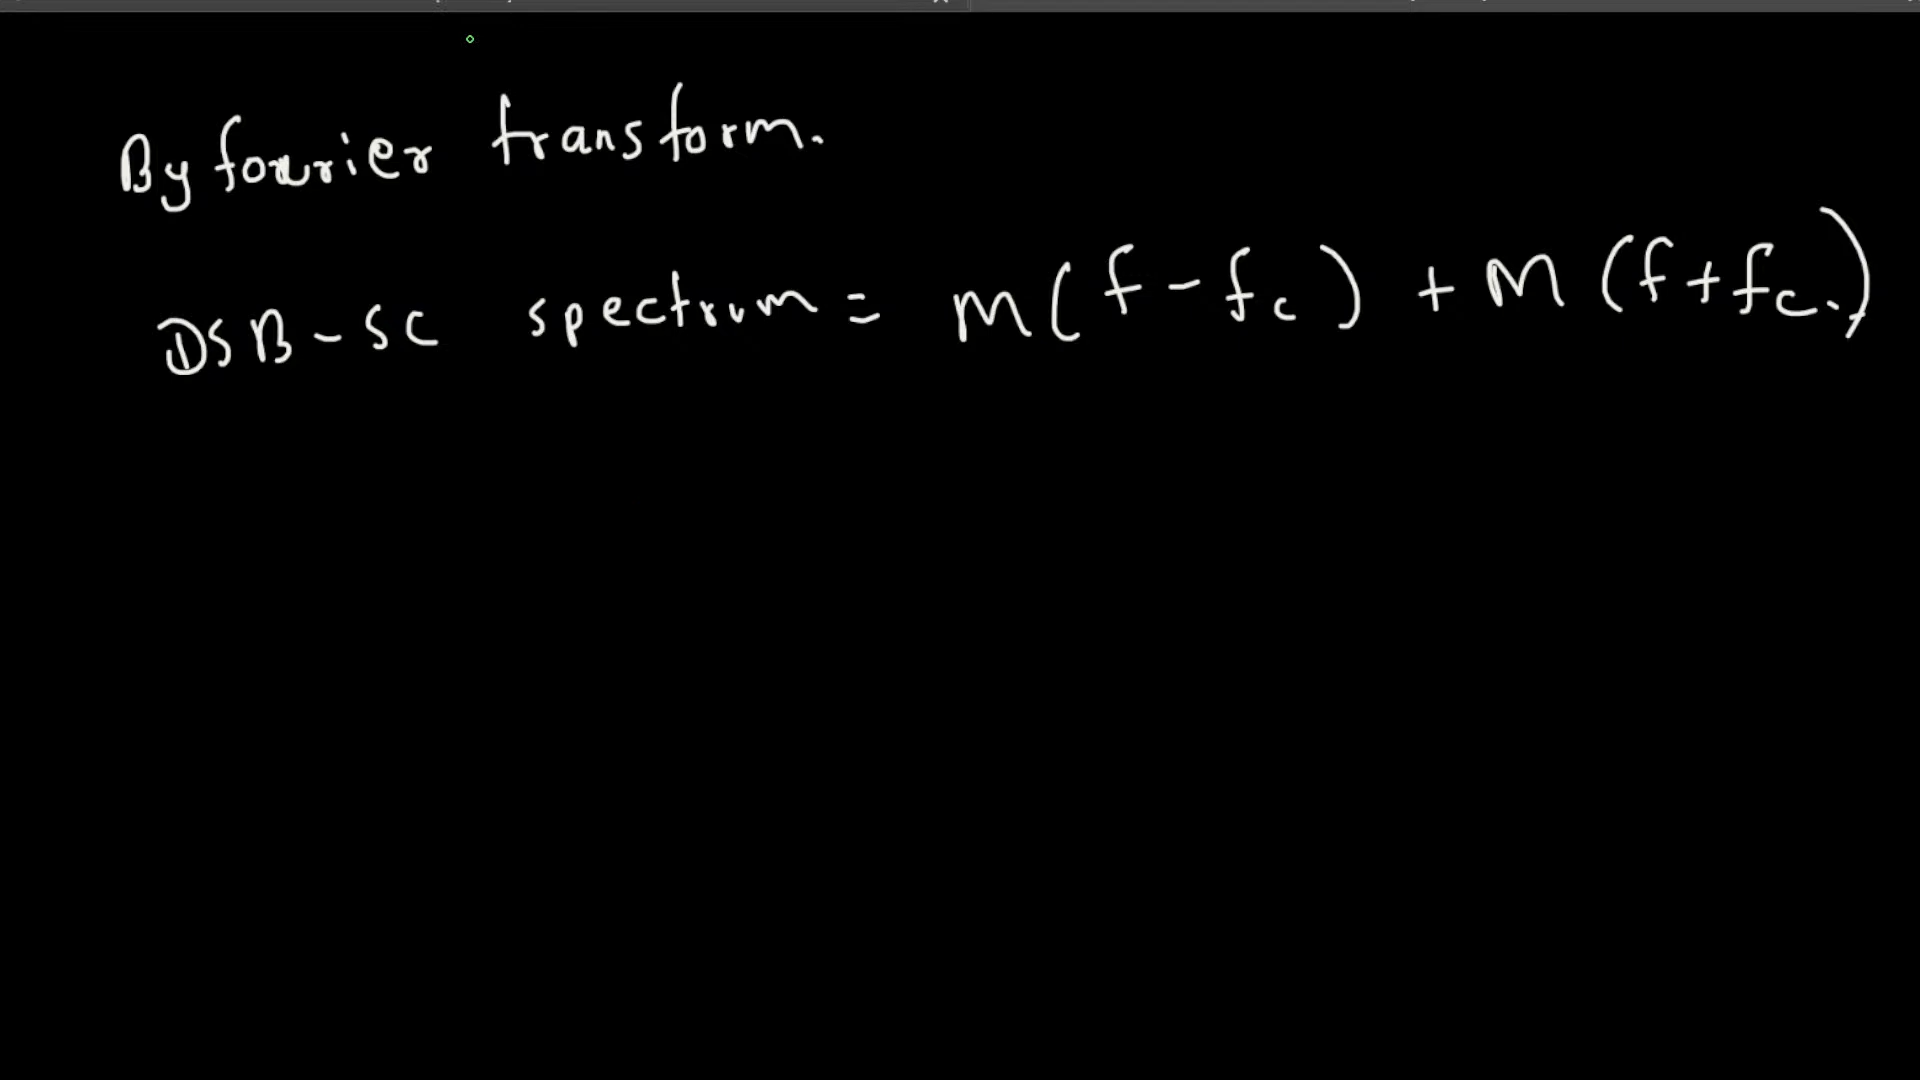 By fourier transform.
DSB-SC spectrum = m(f-fc) + M(f+fc.)